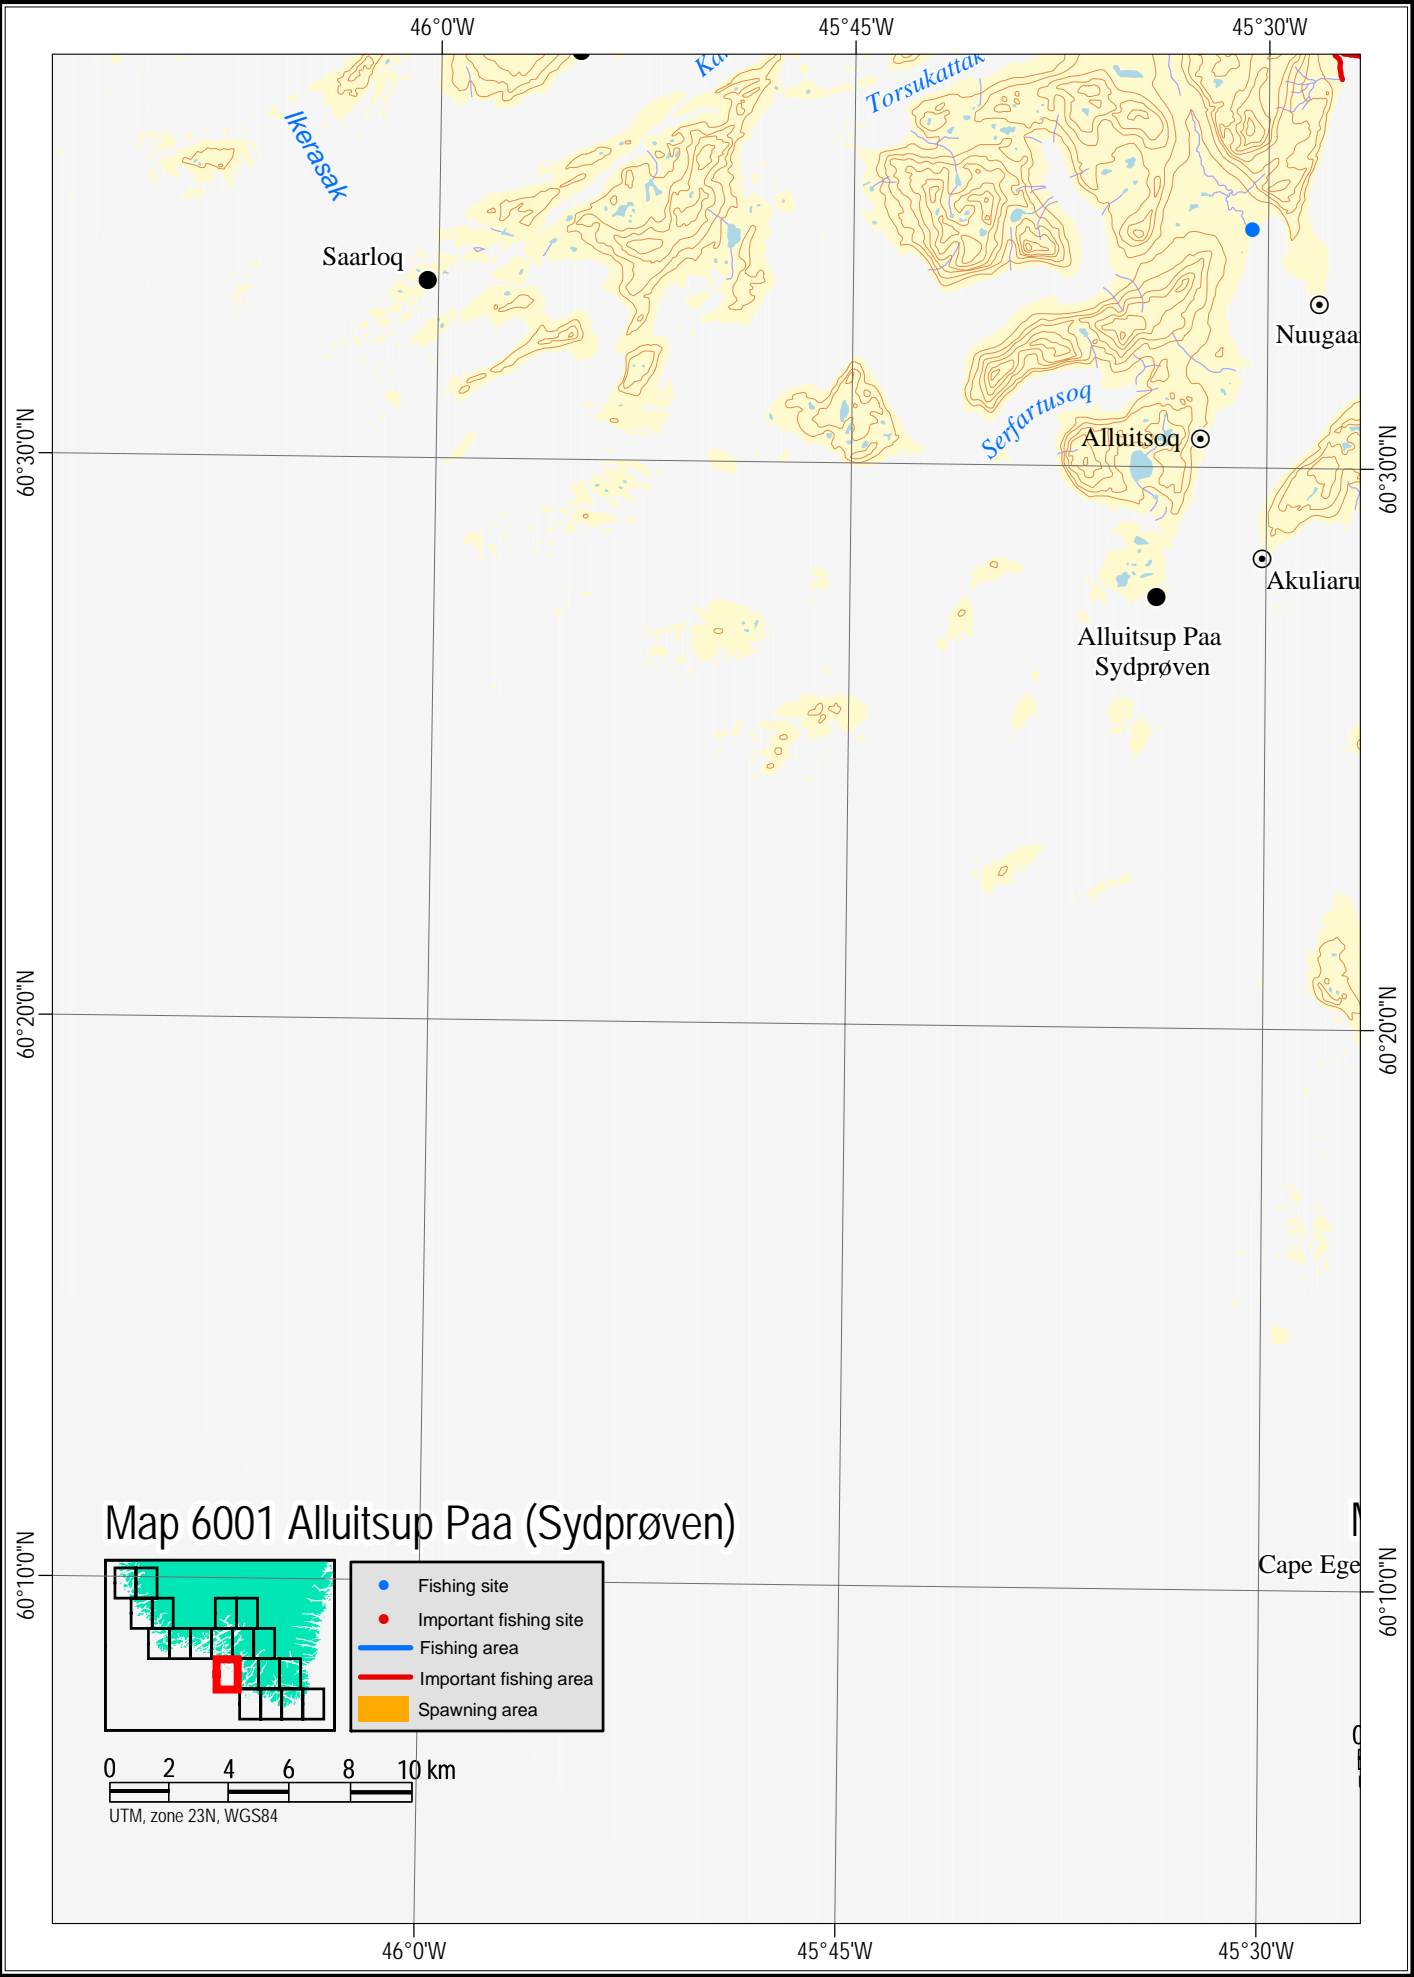 46°0'W
45°45'W
45°30'W
Torsukattak
Ikerasak
Saarloq
Nuugaa
Serfartusoq
Alluitsoq
60°30'0"N
60°30'0"N
Akuliaru
Alluitsup Paa
Sydprøven
60°20'0"N
60°20'0"N
Map 6001 Alluitsup Paa (Sydprøven)
Cape Ege
60°10'0"N
60°10'0"N
Fishing site
Important fishing site
Fishing area
Important fishing area
Spawning area
0 2 4 6 8 10 km
UTM, zone 23N, WGS84
46°0'W
45°45'W
45°30'W